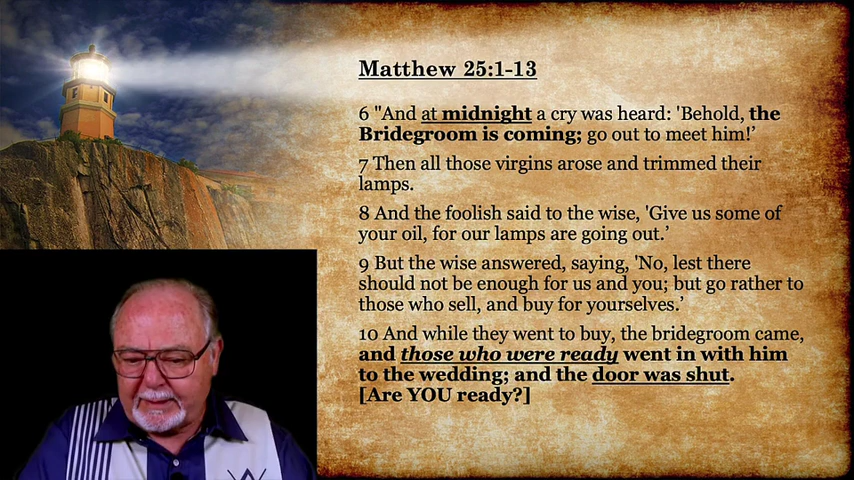 Matthew 25:1-13
6 "And at midnight a cry was heard: 'Behold, the
Bridegroom is coming; go out to meet him!'
7 Then all those virgins arose and trimmed their
lamps.
8 And the foolish said to the wise, 'Give us some of
your oil, for our lamps are going out.'
9 But the wise answered, saying, 'No, lest there
should not be enough for us and you; but go rather to
those who sell, and buy for yourselves.'
10 And while they went to buy, the bridegroom came,
and those who were ready went in with him
to the wedding; and the door was shut.
[Are YOU ready?]